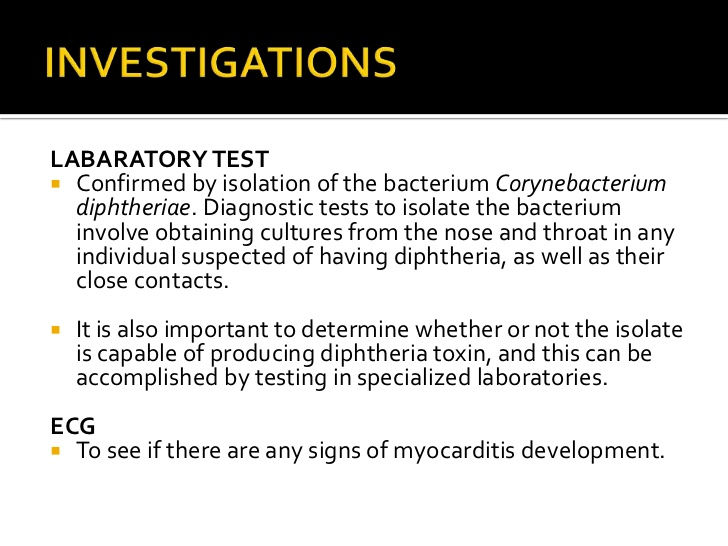 INVESTIGATIONS
LABARATORY TEST
Confirmed by isolation of the bacterium Corynebacterium
diphtheriae. Diagnostic tests to isolate the bacterium
involve obtaining cultures from the nose and throat in any
individual suspected of having diphtheria, as well as their
close contacts.
It is also important to determine whether or not the isolate
is capable of producing diphtheria toxin, and this can be
accomplished by testing in specialized laboratories.
ECG
To see if there are any signs of myocarditis development.